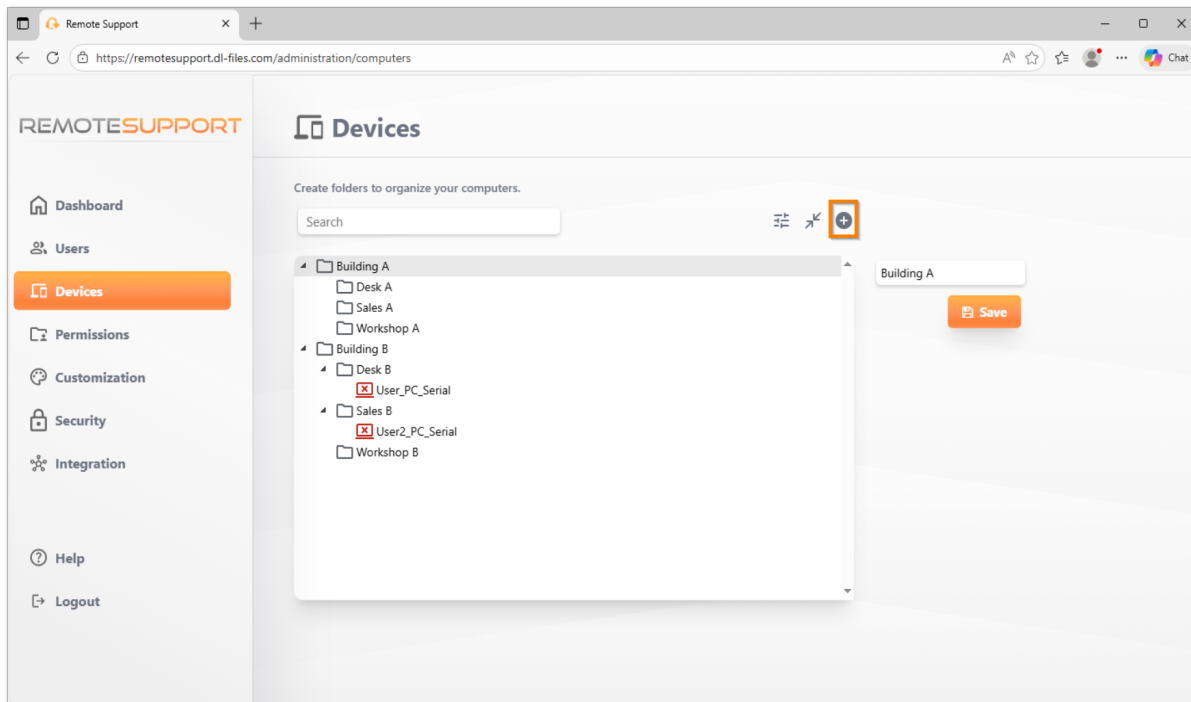 Remote Support
https://remotesupport.dl-files.com/administration/computers
Chat
REMOTESUPPORT
Dashboard
Users
Devices
Permissions
Customization
Security
Integration
Help
Logout
Devices
Create folders to organize your computers.
Search
Building A
Desk A
Sales A
Workshop A
Building B
Desk B
User_PC_Serial
Sales B
User2_PC_Serial
Workshop B
Building A
Save